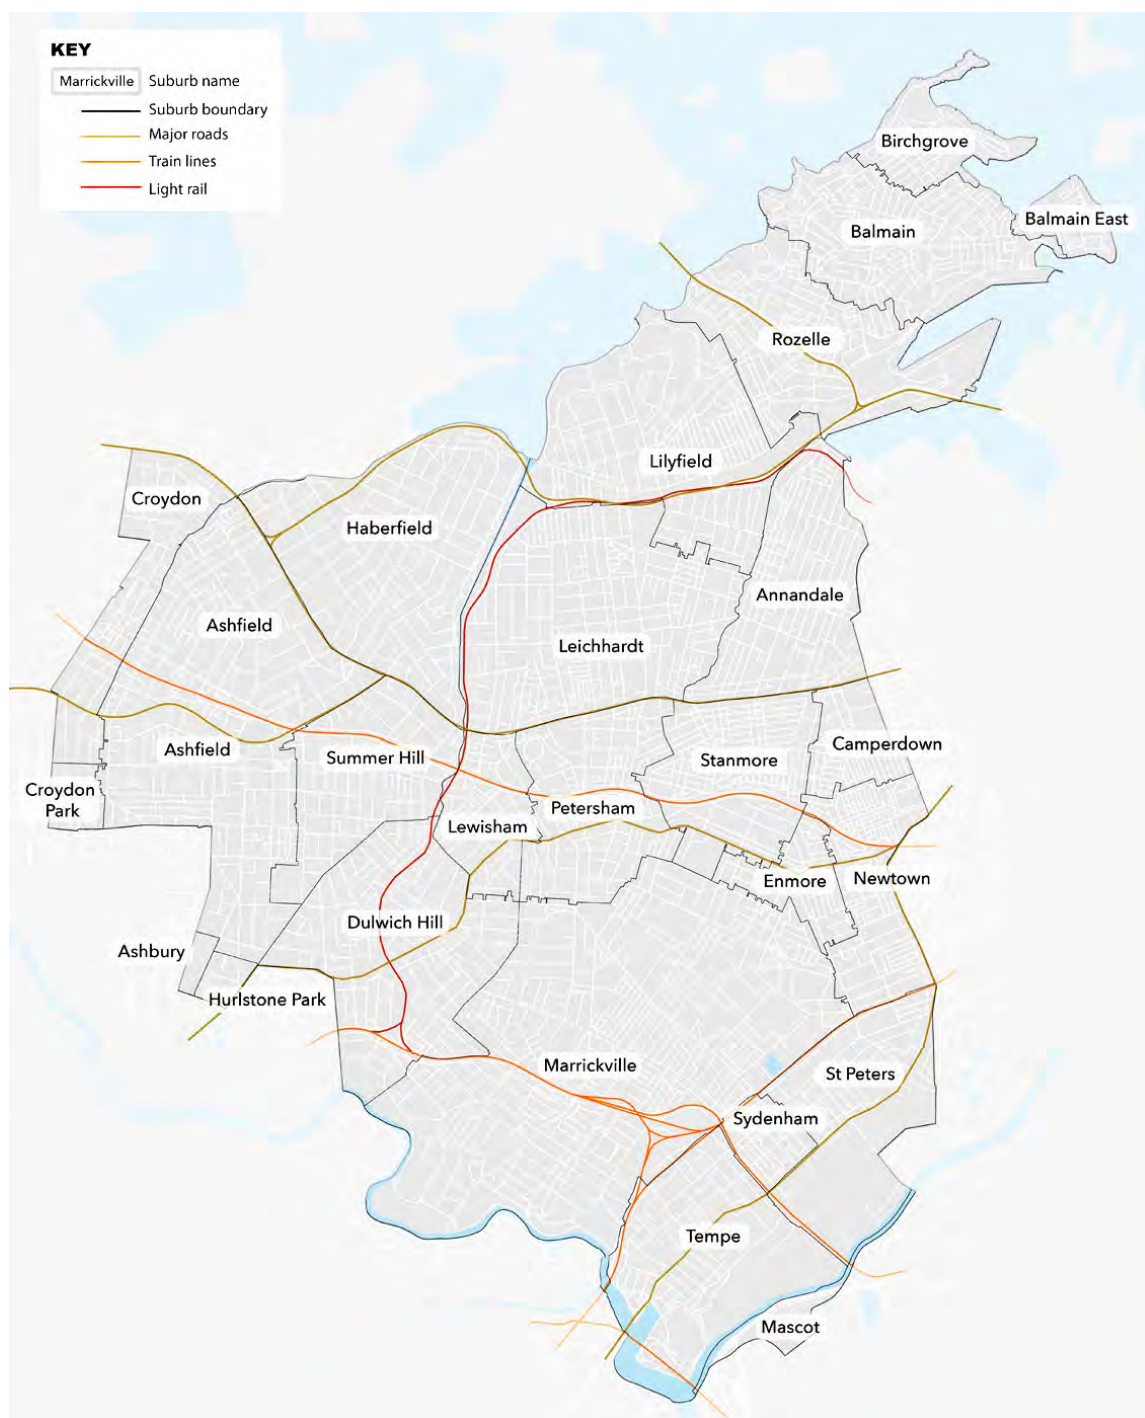 KEY
Marrickville
Suburb name
Suburb boundary
Major roads
Train lines
Light rail
Birchgrove
Balmain East
Balmain
Rozelle
Lilyfield
Croydon
Haberfield
Annandale
Ashfield
Leichhardt
Camperdown
Ashfield
Summer Hill
Stanmore
Croydon
Park
Petersham
Lewisham
Enmore
Newtown
Dulwich Hill
Ashbury
Hurlstone Park
Marrickville
St Peters
Sydenham
Tempe
Mascot